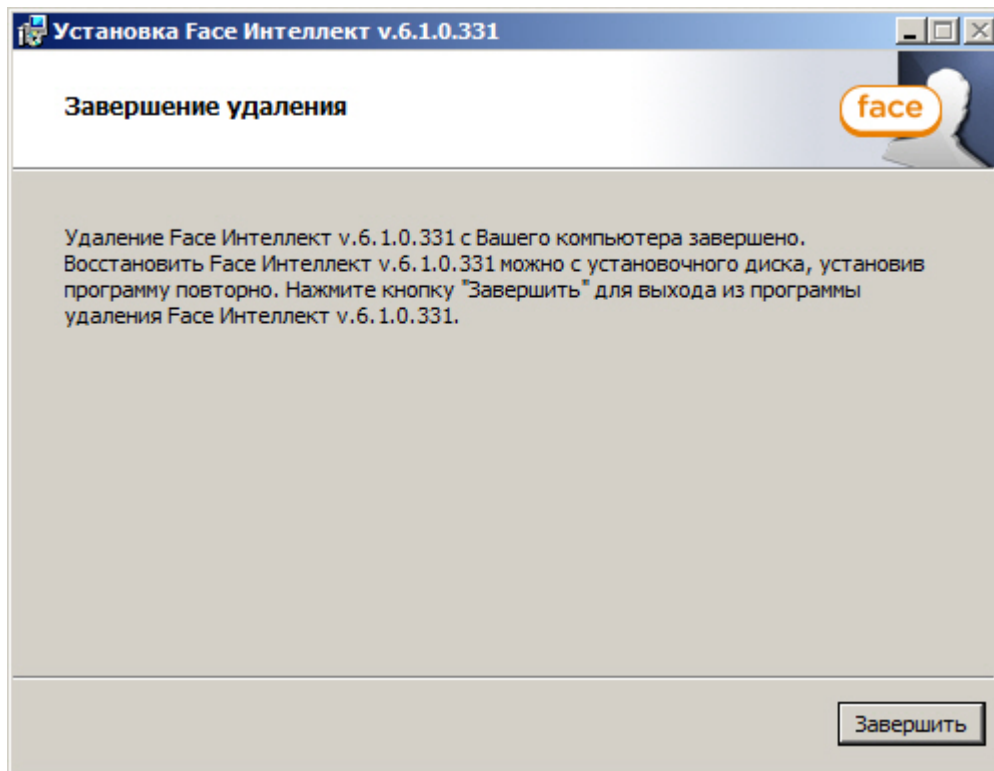 Установка Face Интеллект v.6.1.0.331
Завершение удаления
face
Удаление Face Интеллект v.6.1.0.331 с Вашего компьютера завершено.
Восстановить Face Интеллект v.6.1.0.331 можно с установочного диска, установив
программу повторно. Нажмите кнопку "Завершить" для выхода из программы
удаления Face Интеллект v.6.1.0.331.
Завершить